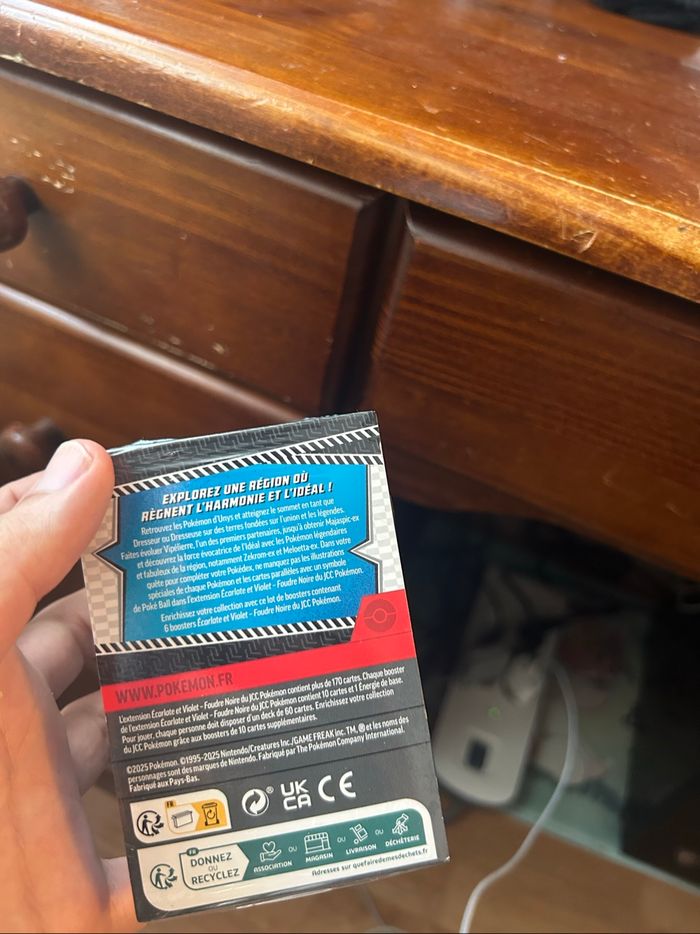 EXPLOREZ UNE RÉGION OÙ
RÈGNENT L'HARMONIE ET L'IDÉAL !
Retrouvez les Pokémon d'Unys et atteignez le sommet en tant que
Dresseur ou Dresseuse sur des terres fondées sur l'union et les légendes.
Faites évoluer Vipélierre, l'un des premiers partenaires, jusqu'à obtenir Majaspic-ex
et découvrez la force évocatrice de l'Idéal avec les Pokémon légendaires
et fabuleux de la région, notamment Zekrom-ex et Meloetta-ex. Dans votre
quête pour compléter votre Pokédex, ne manquez pas les illustrations
spéciales de chaque Pokémon et les cartes parallèles avec un symbole
de Poké Ball dans l'extension Écarlate et Violet – Foudre Noire du JCC Pokémon.
Enrichissez votre collection avec ce lot de boosters contenant
6 boosters Écarlate et Violet – Foudre Noire du JCC Pokémon.
WWW.POKEMON.FR
L'extension Écarlate et Violet – Foudre Noire du JCC Pokémon contient plus de 170 cartes. Chaque booster
de l'extension Écarlate et Violet – Foudre Noire du JCC Pokémon contient 10 cartes et 1 Énergie de base.
Pour jouer, chaque personne doit disposer d'un deck de 60 cartes. Enrichissez votre collection
du JCC Pokémon grâce aux boosters de 10 cartes supplémentaires.
©2025 Pokémon. ©1995-2025 Nintendo/Creatures Inc./GAME FREAK inc. TM, ® et les noms des
personnages sont des marques de Nintendo. Fabriqué par The Pokémon Company International.
Fabriqué aux Pays-Bas.
FR
UK
CA CE
FR
DONNEZ
OU
RECYCLEZ
ASSOCIATION OU MAGASIN OU LIVRAISON OU DÉCHÈTERIE
Adresses sur quefairedemesdechets.fr